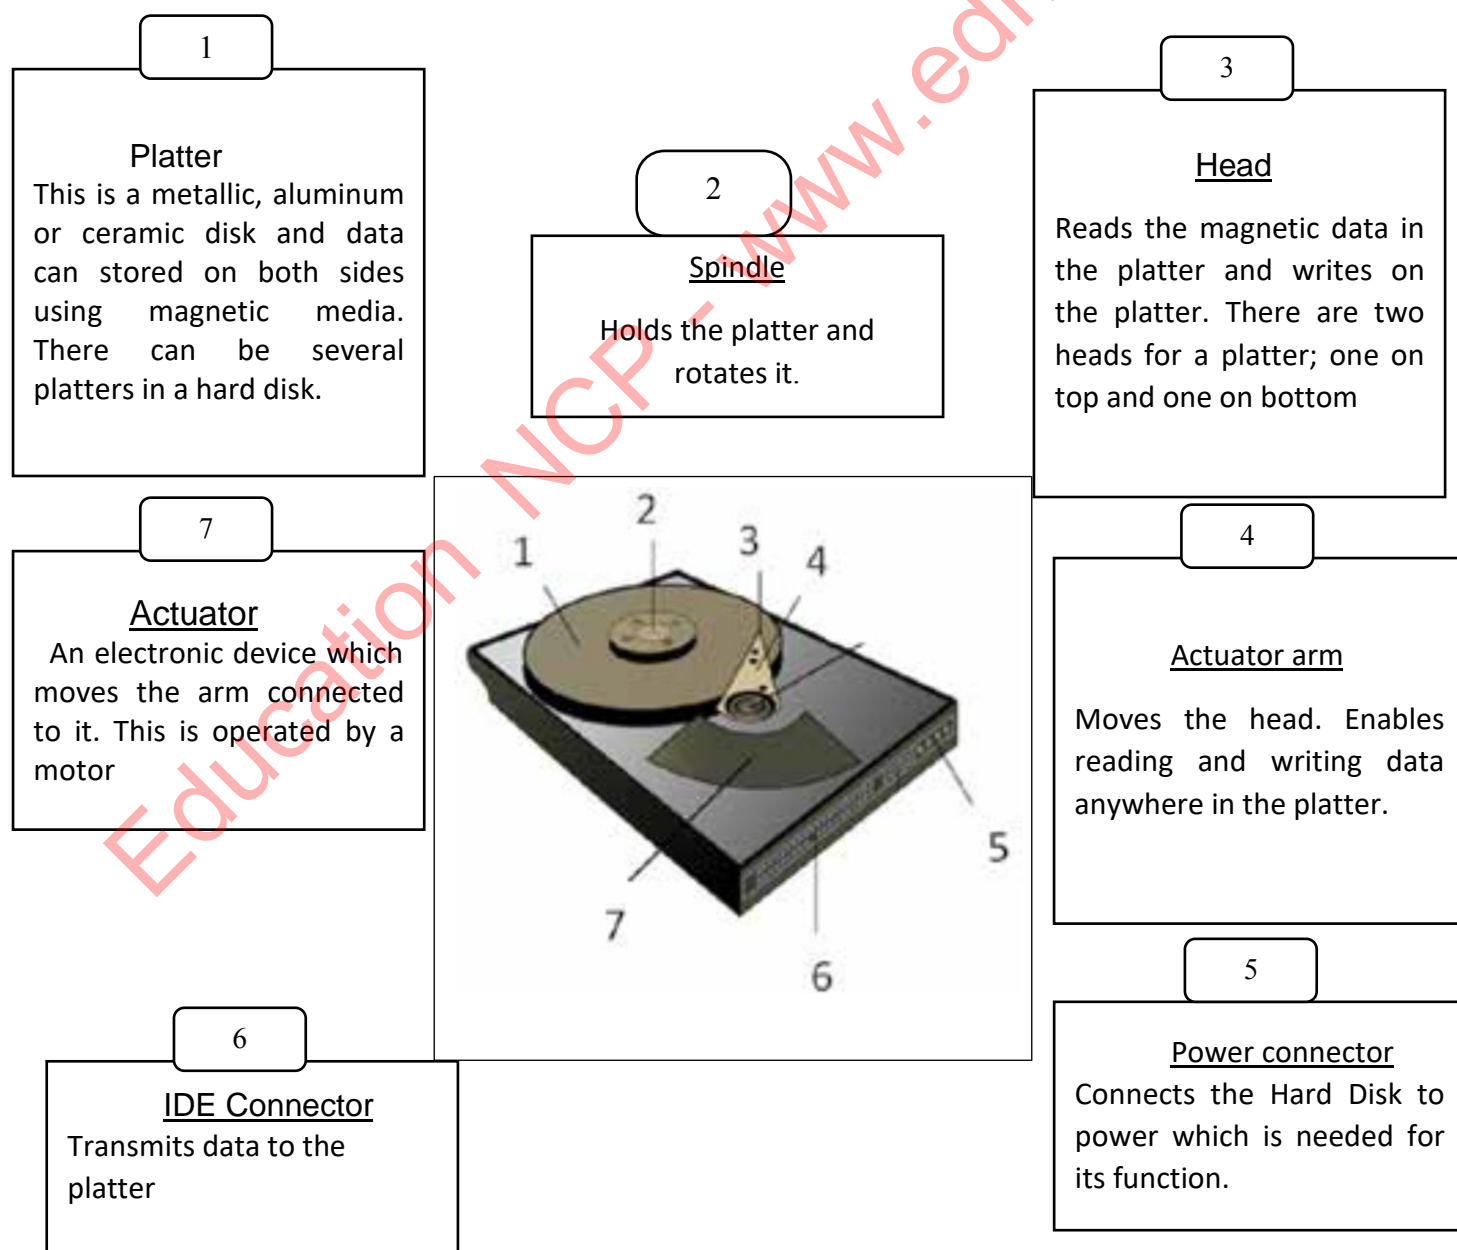 1
Platter
This is a metallic, aluminum
or ceramic disk and data
can stored on both sides
using magnetic media.
There can be several
platters in a hard disk.
2
Spindle
Holds the platter and
rotates it.
3
Head
Reads the magnetic data in
the platter and writes on
the platter. There are two
heads for a platter; one on
top and one on bottom
7
Actuator
An electronic device which
moves the arm connected
to it. This is operated by a
motor
1
2
3
4
5
6
7
4
Actuator arm
Moves the head. Enables
reading and writing data
anywhere in the platter.
6
IDE Connector
Transmits data to the
platter
5
Power connector
Connects the Hard Disk to
power which is needed for
its function.
Education NCP - www.edn